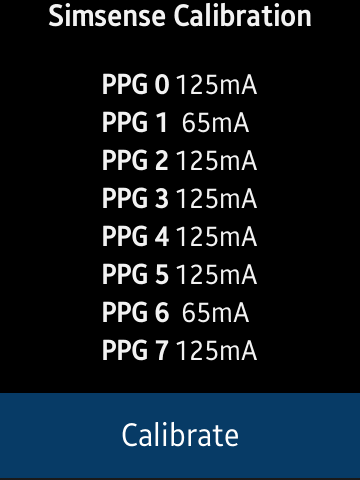 Simsense Calibration
PPG 0 125mA
PPG 1 65mA
PPG 2 125mA
PPG 3 125mA
PPG 4 125mA
PPG 5 125mA
PPG 6 65mA
PPG 7 125mA
Calibrate